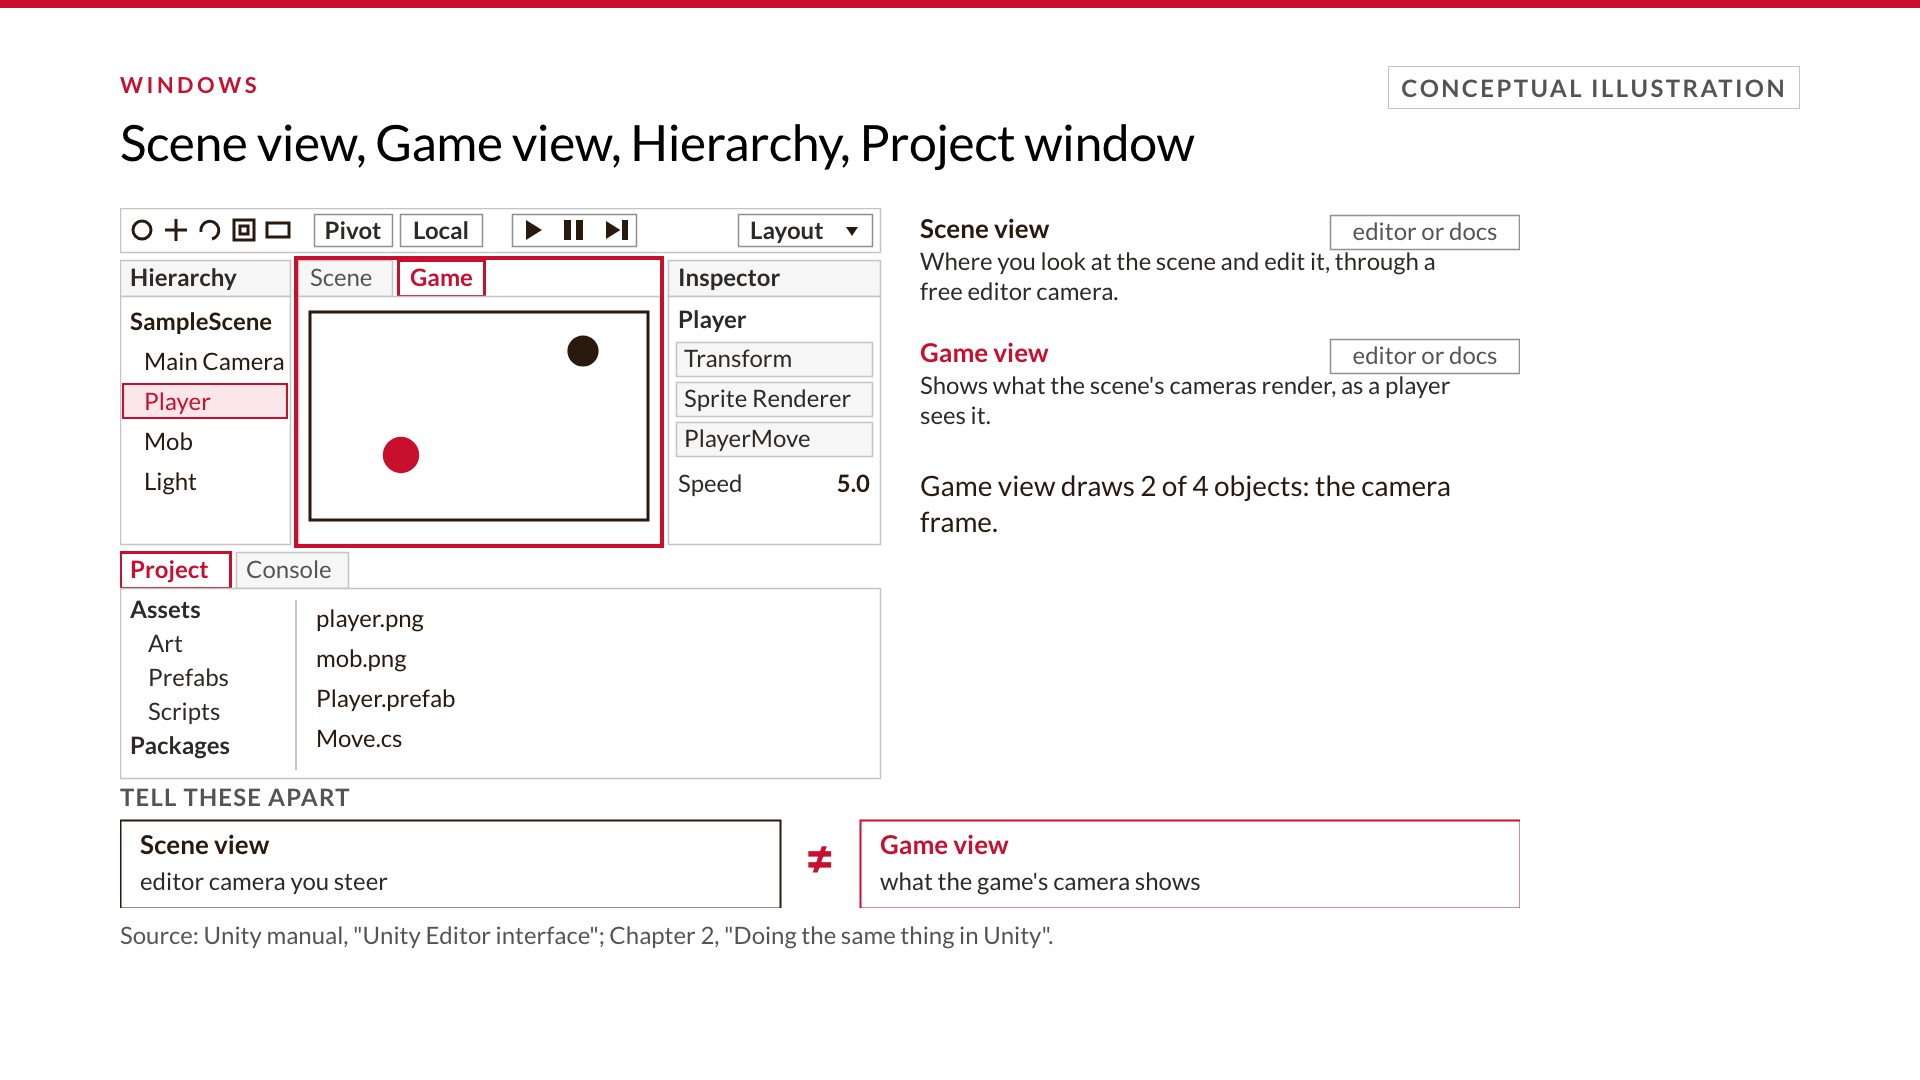 WINDOWS
CONCEPTUAL ILLUSTRATION
Scene view, Game view, Hierarchy, Project window
Pivot
Local
Layout
Hierarchy
SampleScene
Main Camera
Player
Mob
Light
Scene
Game
Inspector
Player
Transform
Sprite Renderer
PlayerMove
Speed 5.0
Project
Console
Assets
Art
Prefabs
Scripts
Packages
player.png
mob.png
Player.prefab
Move.cs
Scene view
editor or docs
Where you look at the scene and edit it, through a
free editor camera.
Game view
editor or docs
Shows what the scene's cameras render, as a player
sees it.
Game view draws 2 of 4 objects: the camera
frame.
TELL THESE APART
Scene view
editor camera you steer
≠
Game view
what the game's camera shows
Source: Unity manual, "Unity Editor interface"; Chapter 2, "Doing the same thing in Unity".